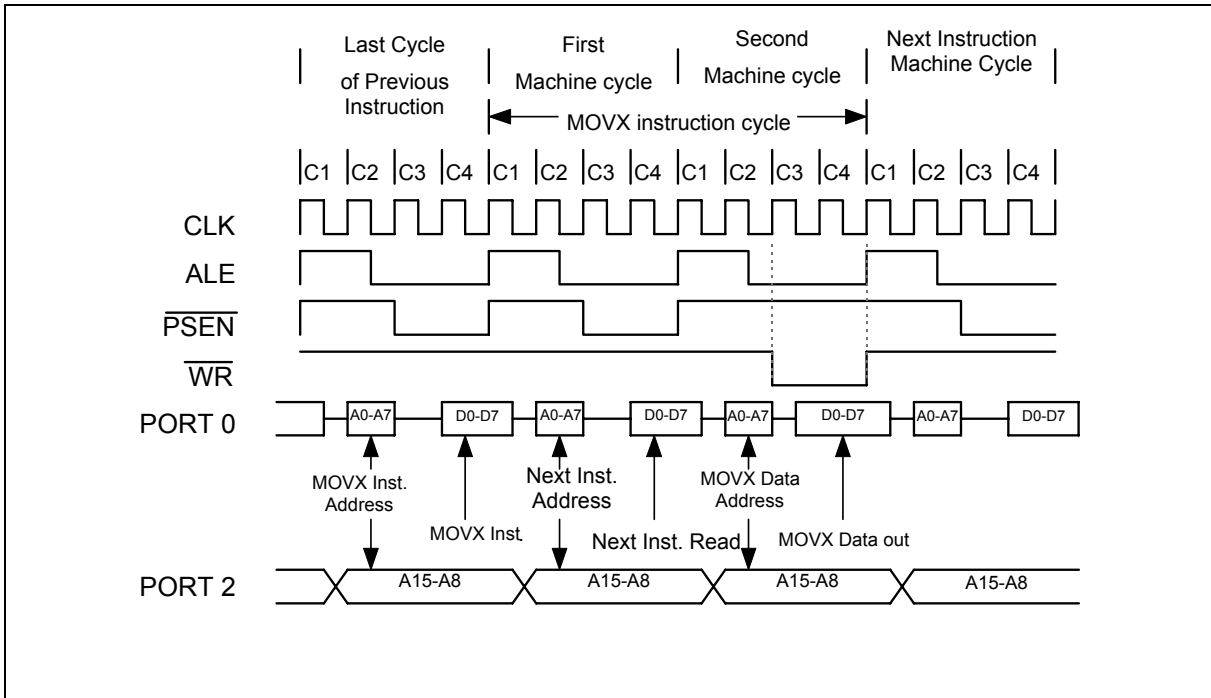 Last Cycle
of Previous
Instruction
First
Machine cycle
Second
Machine cycle
Next Instruction
Machine Cycle
MOVX instruction cycle
C1 C2 C3 C4 C1 C2 C3 C4 C1 C2 C3 C4 C1 C2 C3 C4
CLK
ALE
PSEN
WR
PORT 0
A0-A7 D0-D7 A0-A7 D0-D7 A0-A7 D0-D7 A0-A7 D0-D7
MOVX Inst.
Address
MOVX Inst.
Next Inst.
Address
Next Inst. Read
MOVX Data
Address
MOVX Data out
PORT 2
A15-A8 A15-A8 A15-A8 A15-A8